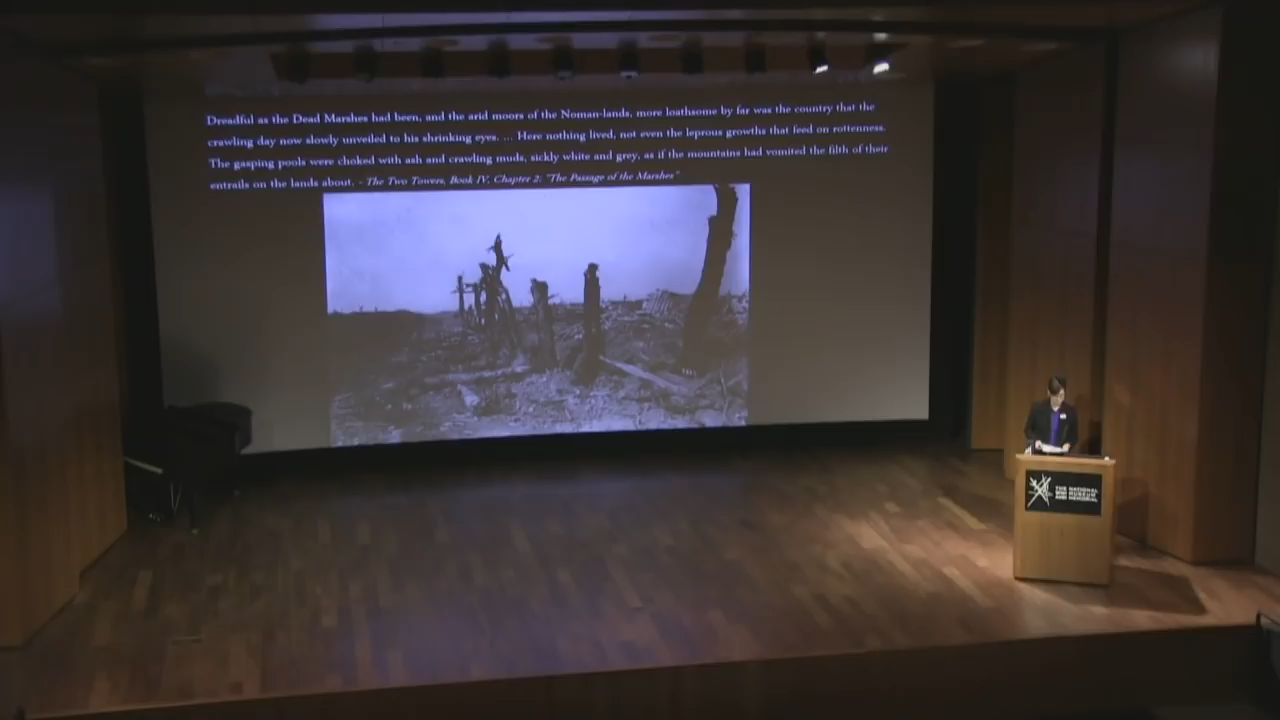 Dreadful as the Dead Marshes had been, and the arid moors of the Noman-lands, more loathsome by far was the country that the
crawling day now slowly unveiled to his shrinking eyes. ... Here nothing lived, not even the leprous growths that feed on rottenness.
The gasping pools were choked with ash and crawling muds, sickly white and grey, as if the mountains had vomited the filth of their
entrails on the lands about. - The Two Towers, Book IV, Chapter 2: "The Passage of the Marshes"
THE NATIONAL
WWI MUSEUM
AND MEMORIAL